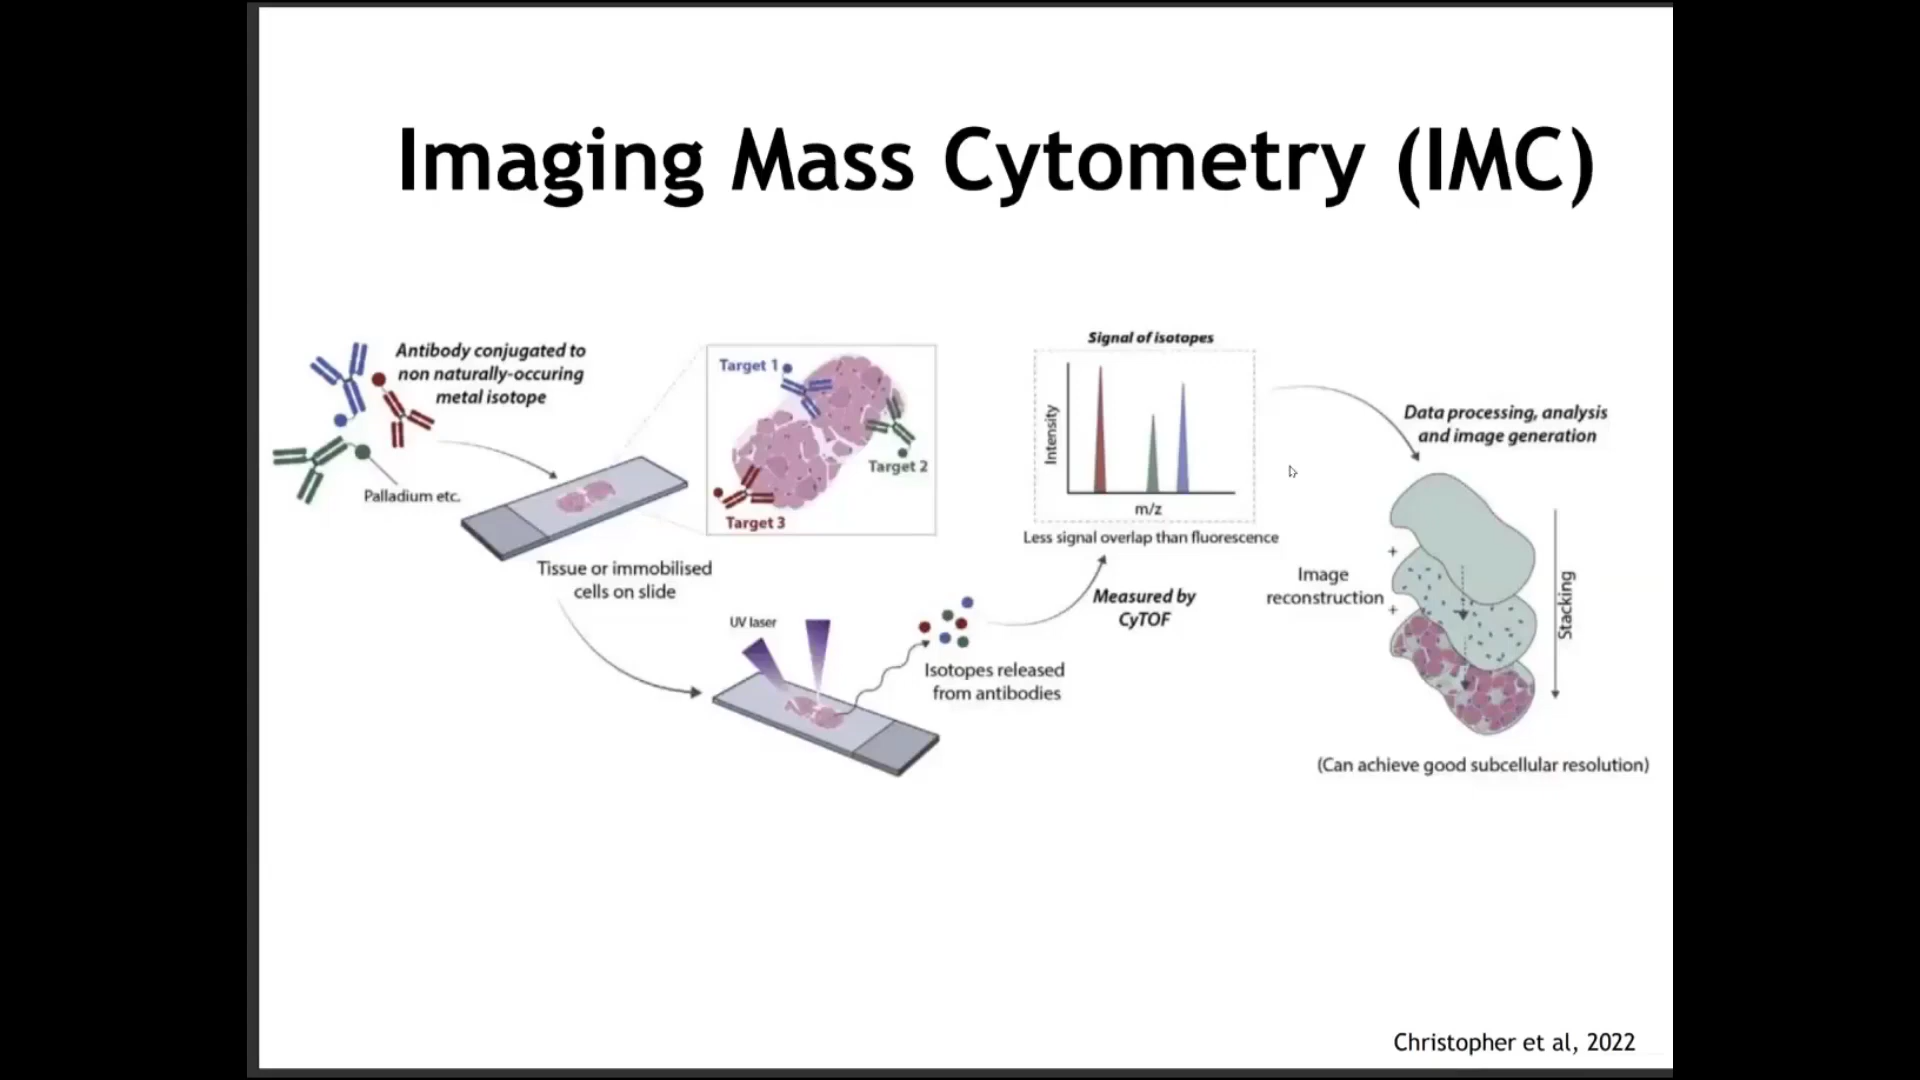 Imaging Mass Cytometry (IMC)
Antibody conjugated to
non naturally-occuring
metal isotope
Palladium etc.
Tissue or immobilised
cells on slide
Target 1
Target 2
Target 3
UV laser
Isotopes released
from antibodies
Measured by
CyTOF
Signal of isotopes
Intensity
m/z
Less signal overlap than fluorescence
Data processing, analysis
and image generation
Image
reconstruction
+
+
Stacking
(Can achieve good subcellular resolution)
Christopher et al, 2022